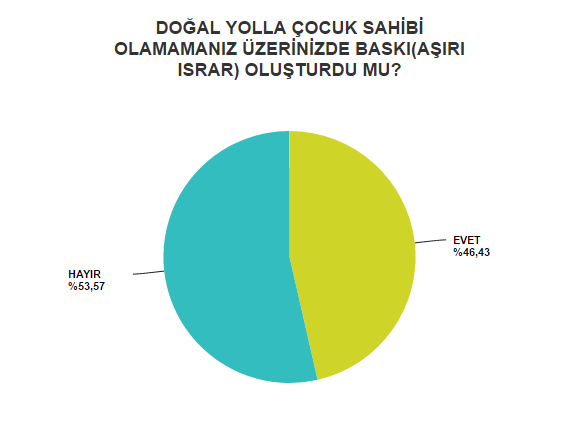 DOĞAL YOLLA ÇOCUK SAHİBİ
OLAMAMANIZ ÜZERİNİZDE BASKI(AŞIRI
ISRAR) OLUŞTURDU MU?
EVET
%46,43
HAYIR
%53,57